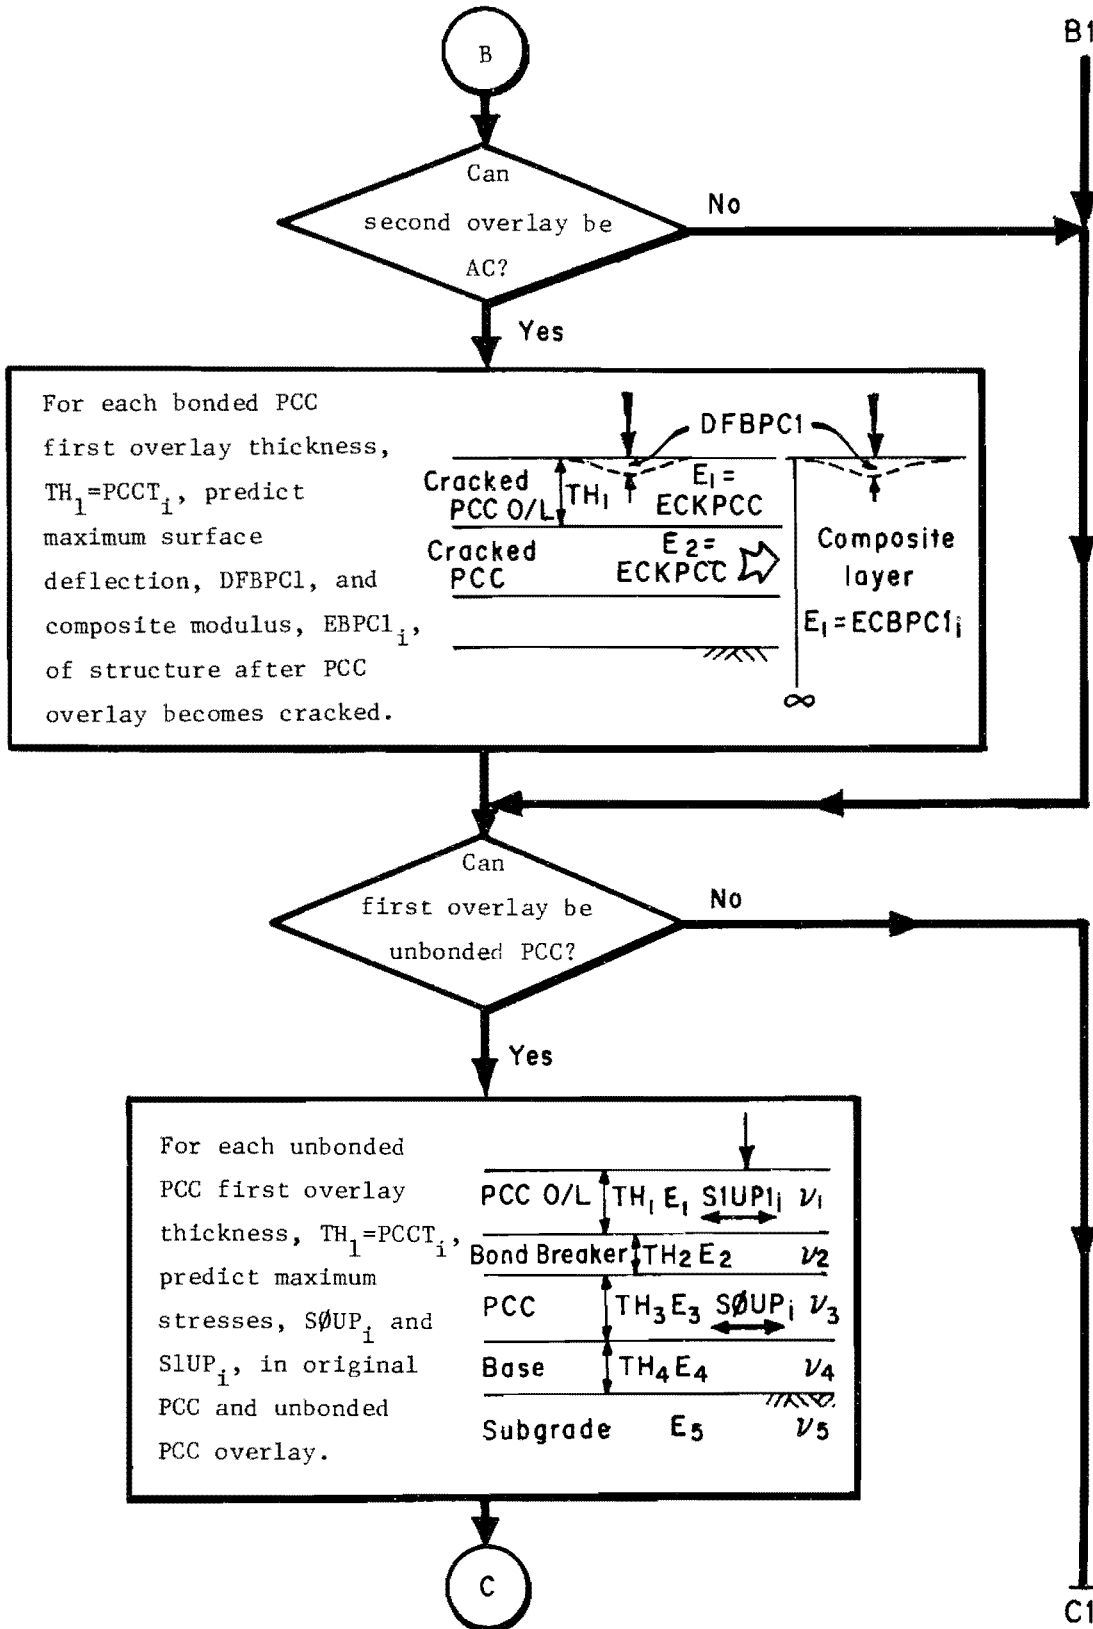 B
B1
Can
second overlay be
AC?
No
Yes
For each bonded PCC
first overlay thickness,
TH₁=PCCTᵢ, predict
maximum surface
deflection, DFBPC1, and
composite modulus, EBPC1ᵢ,
of structure after PCC
overlay becomes cracked.
DFBPC1
Cracked
PCC O/L
TH₁
E₁ =
ECKPCC
Cracked
PCC
E₂=
ECKPCC
Composite
layer
E₁ = ECBPC1ᵢ
∞
Can
first overlay be
unbonded PCC?
No
Yes
For each unbonded
PCC first overlay
thickness, TH₁=PCCTᵢ,
predict maximum
stresses, SØUPᵢ and
S1UPᵢ, in original
PCC and unbonded
PCC overlay.
PCC O/L TH₁ E₁ S1UP1ᵢ ν₁
Bond Breaker TH₂ E₂ ν₂
PCC TH₃ E₃ SØUPᵢ ν₃
Base TH₄ E₄ ν₄
Subgrade E₅ ν₅
C
C1